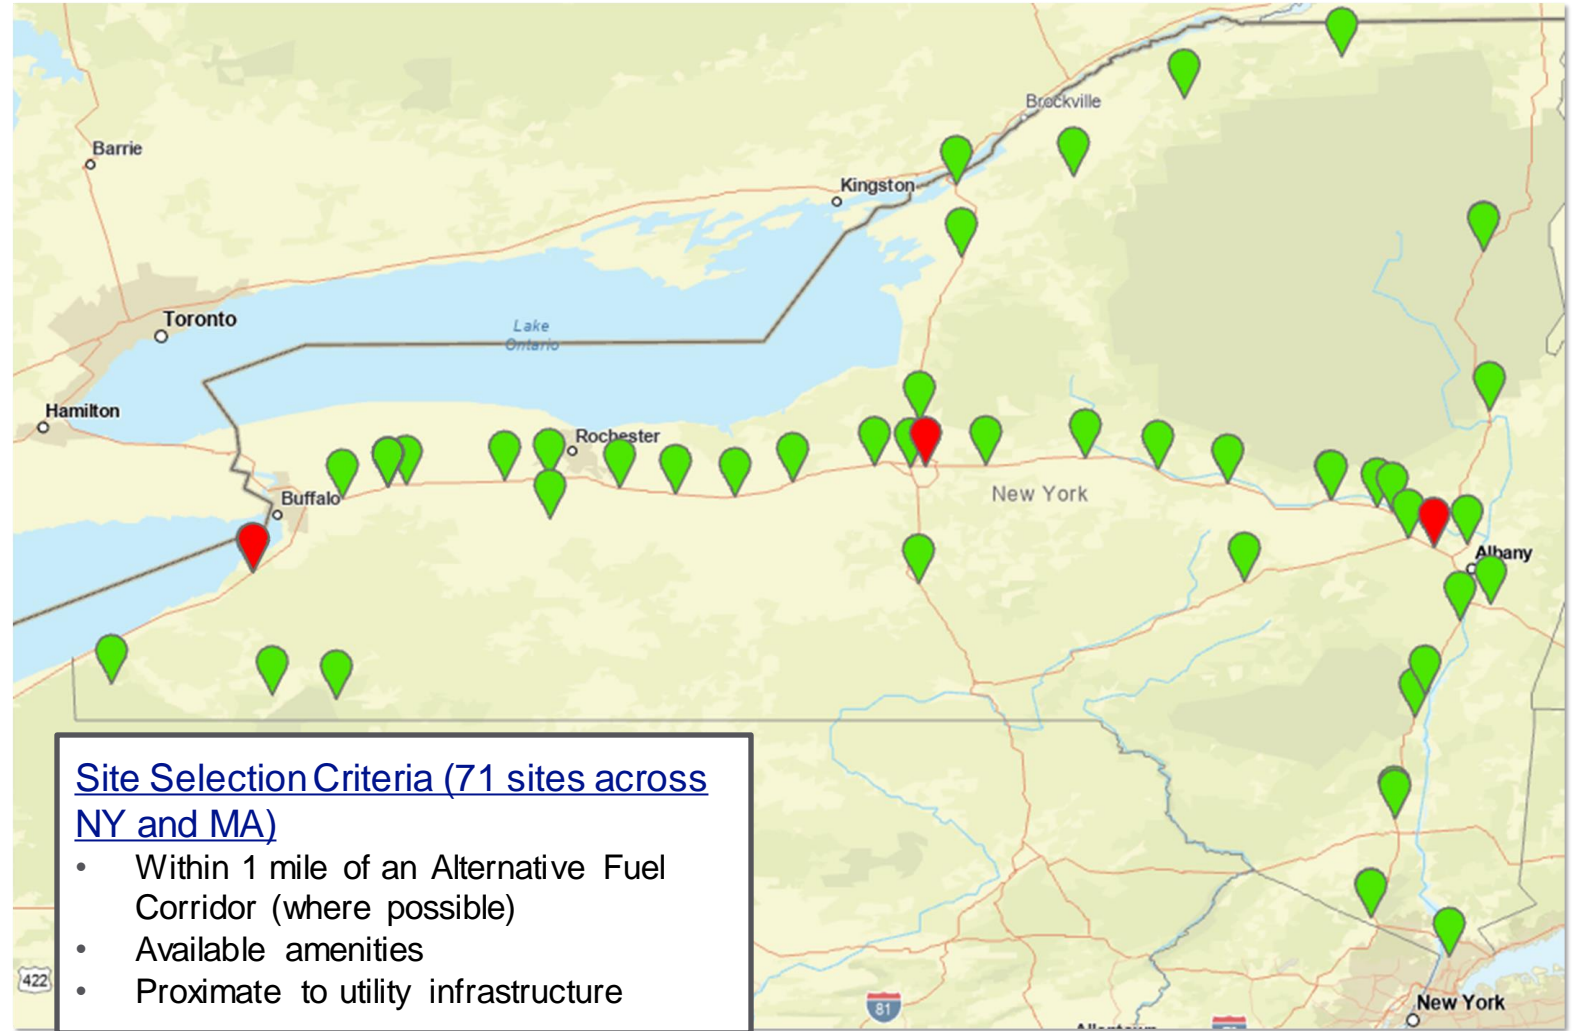 Brockville
Barrie
Kingston
Toronto
Lake
Ontario
Hamilton
Rochester
Buffalo
New York
Albany
Site Selection Criteria (71 sites across
NY and MA)
• Within 1 mile of an Alternative Fuel
Corridor (where possible)
• Available amenities
• Proximate to utility infrastructure
422
81
New York